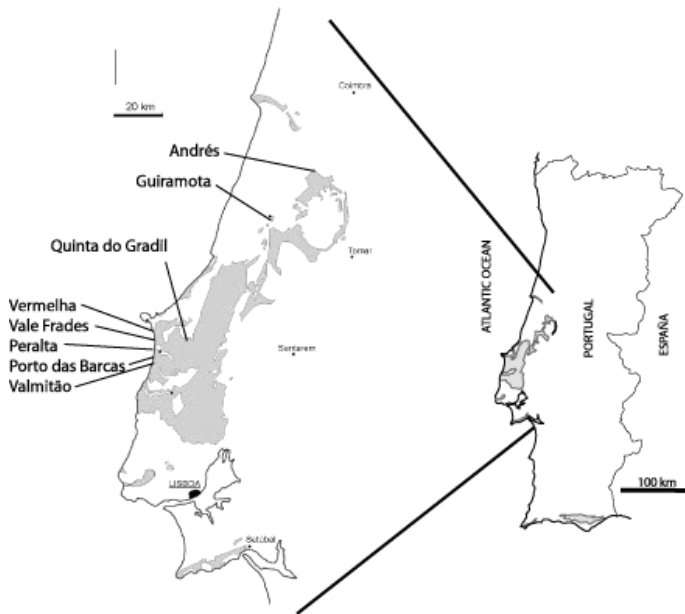 Coimbra
20 km
Andrés
Guiramota
Quinta do Gradil
Tomar
Vermelha
Vale Frades
Peralta
Porto das Barcas
Valmitão
Santarem
LISBOA
Setúbal
ATLANTIC OCEAN
PORTUGAL
ESPAÑA
100 km